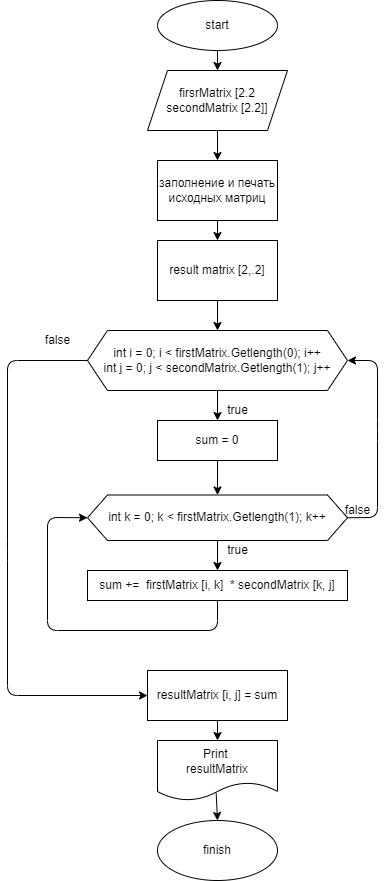 start
firsrMatrix [2.2
secondMatrix [2.2]]
заполнение и печать
исходных матриц
result matrix [2,.2]
false
int i = 0; i < firstMatrix.Getlength(0); i++
int j = 0; j < secondMatrix.Getlength(1); j++
true
sum = 0
int k = 0; k < firstMatrix.Getlength(1); k++
false
true
sum += firstMatrix [i, k] * secondMatrix [k, j]
resultMatrix [i, j] = sum
Print
resultMatrix
finish